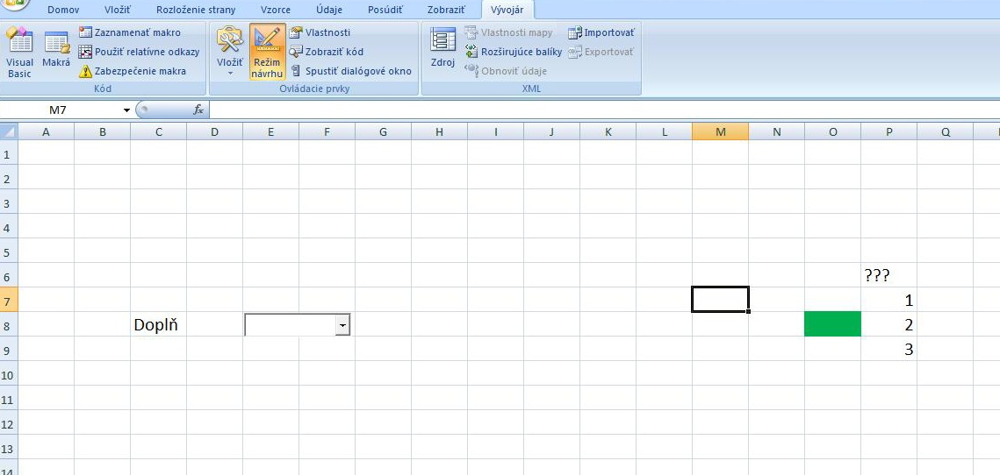 Domov Vložiť Rozloženie strany Vzorce Údaje Posúdiť Zobraziť Vývojár
Visual Basic
Makrá
Zaznamenať makro
Použiť relatívne odkazy
Zabezpečenie makra
Kód
Vložiť
Režim návrhu
Vlastnosti
Zobraziť kód
Spustiť dialógové okno
Ovládacie prvky
Zdroj
Vlastnosti mapy
Rozširujúce balíky
Obnoviť údaje
Importovať
Exportovať
XML
M7 fx
A B C D E F G H I J K L M N O P Q
1
2
3
4
5
6 ???
7 1
8 Doplň 2
9 3
10
11
12
13
14